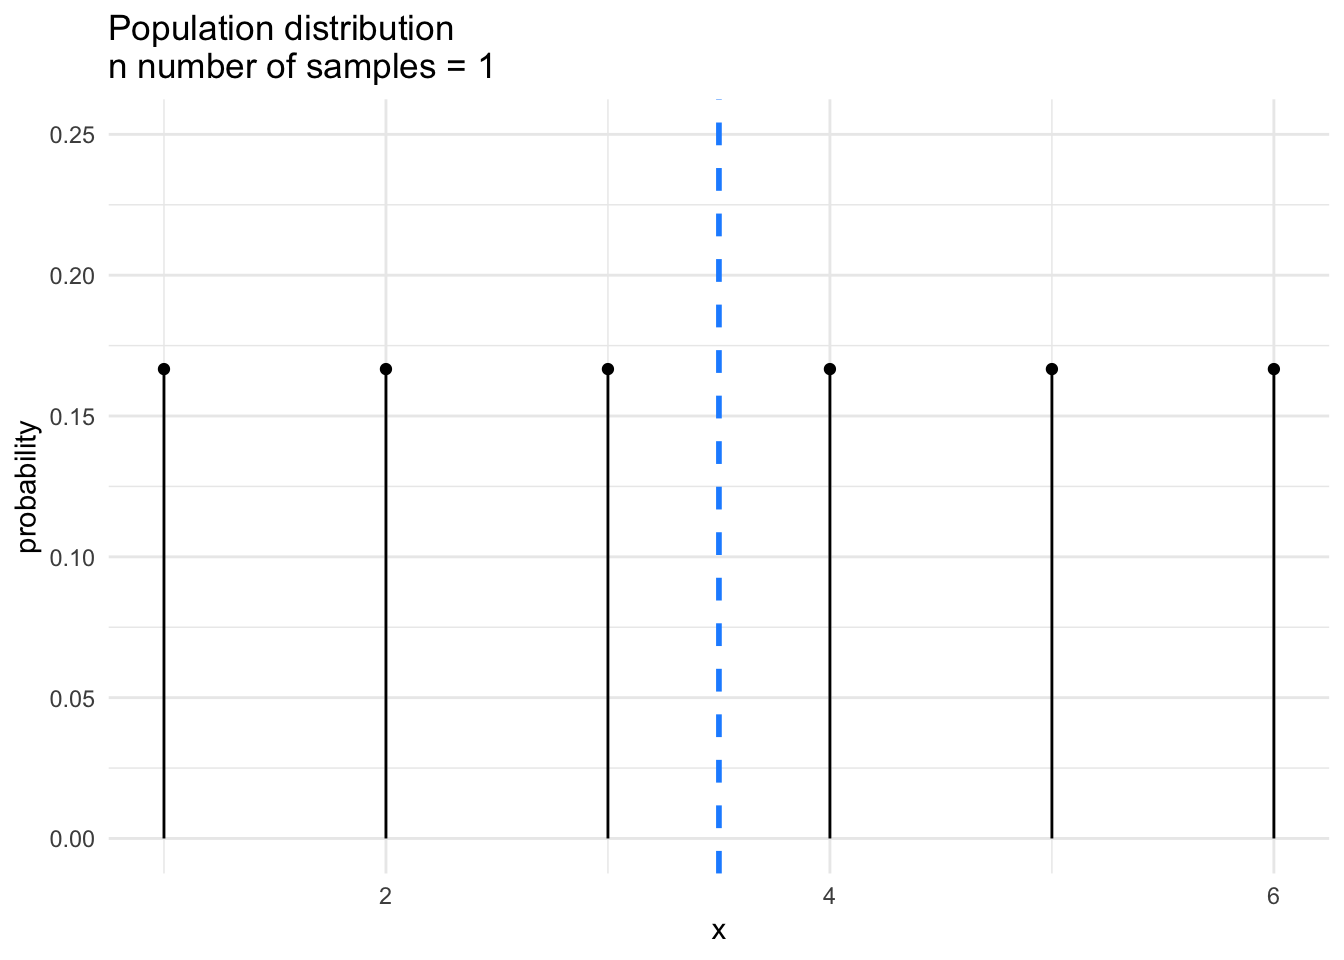 Population distribution
n number of samples = 1
0.25
0.20
0.15
0.10
0.05
0.00
probability
2
4
6
x